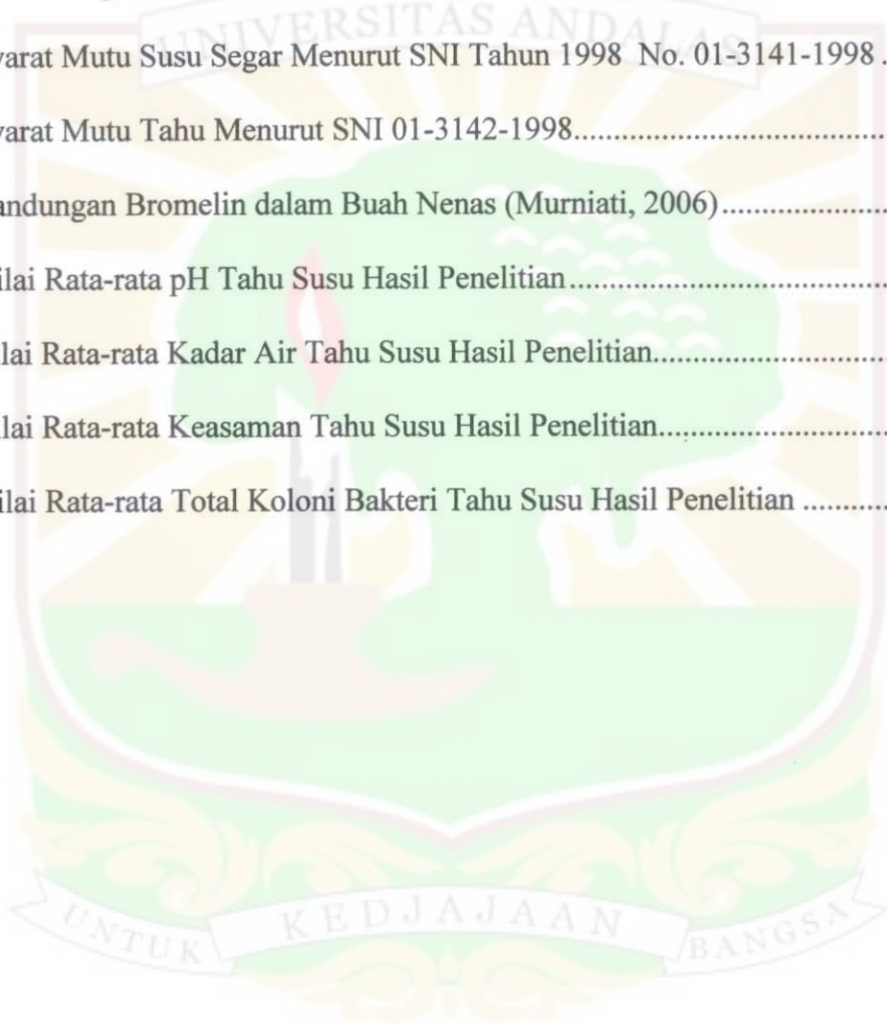 UNIVERSITAS ANDALAS
yarat Mutu Susu Segar Menurut SNI Tahun 1998 No. 01-3141-1998 .
yarat Mutu Tahu Menurut SNI 01-3142-1998.................................
andungan Bromelin dalam Buah Nenas (Murniati, 2006)......................
ilai Rata-rata pH Tahu Susu Hasil Penelitian.................................
lai Rata-rata Kadar Air Tahu Susu Hasil Penelitian.........................
lai Rata-rata Keasaman Tahu Susu Hasil Penelitian.........................
ilai Rata-rata Total Koloni Bakteri Tahu Susu Hasil Penelitian ...........
UNTUK KEDJAJAAN BANGSA